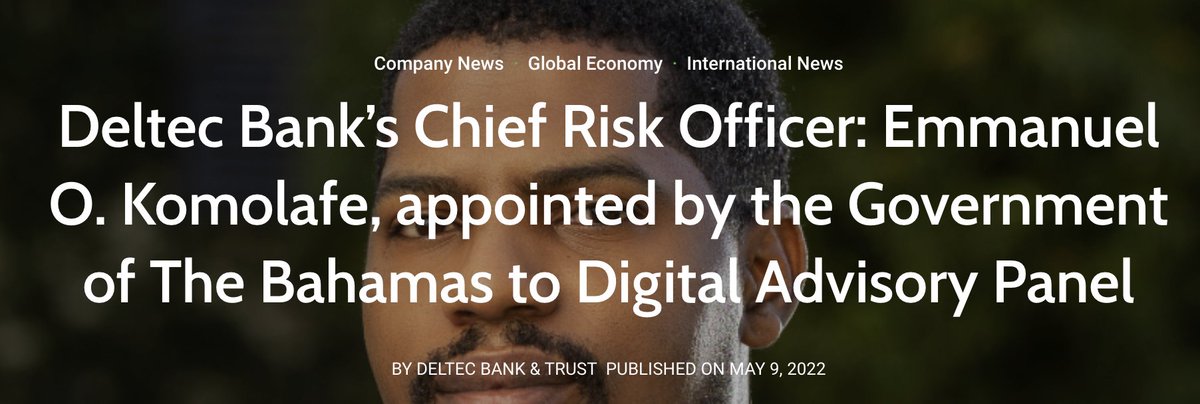 Company News · Global Economy · International News
Deltec Bank’s Chief Risk Officer: Emmanuel
O. Komolafe, appointed by the Government
of The Bahamas to Digital Advisory Panel
BY DELTEC BANK & TRUST PUBLISHED ON MAY 9, 2022